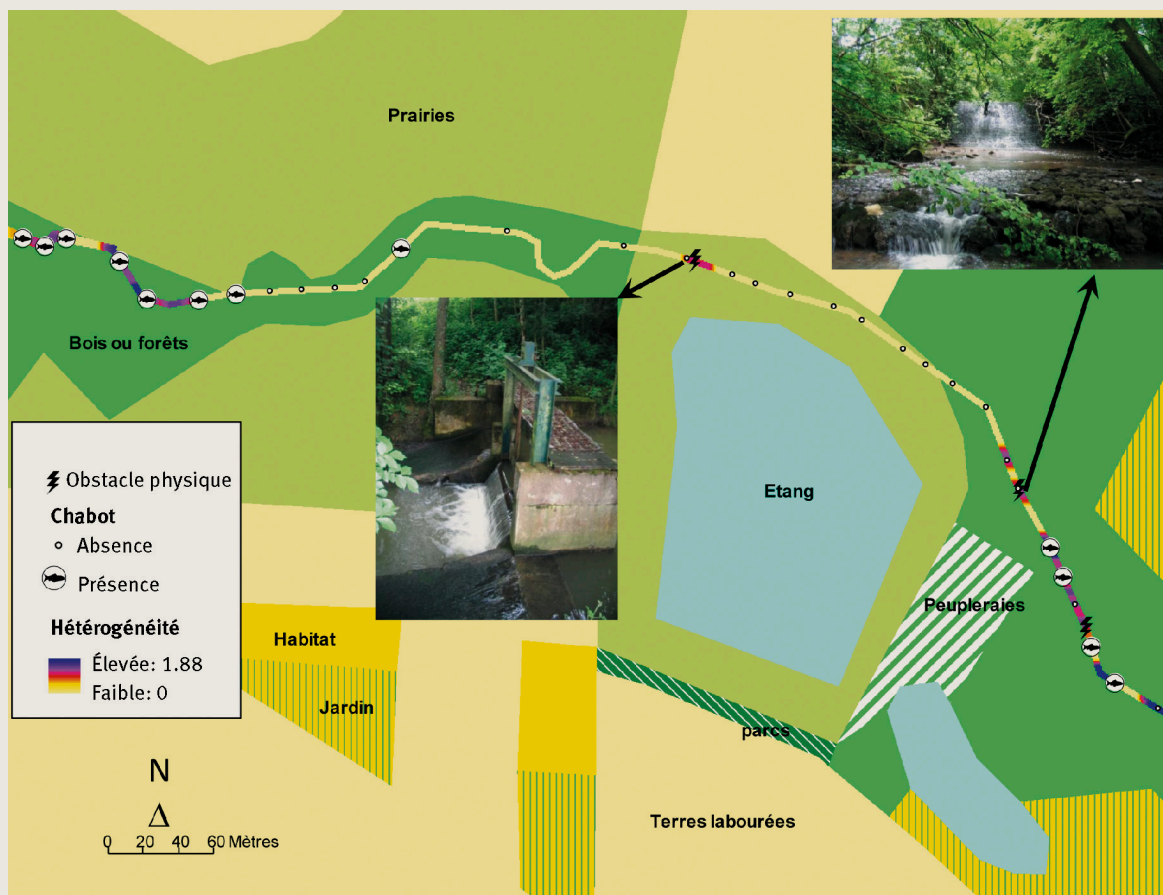 Prairies
Bois ou forêts
Obstacle physique
Chabot
Absence
Présence
Hétérogénéité
Élevée: 1.88
Faible: 0
Etang
Peupleraies
Habitat
Jardin
parcs
Terres labourées
N
0 20 40 60 Mètres